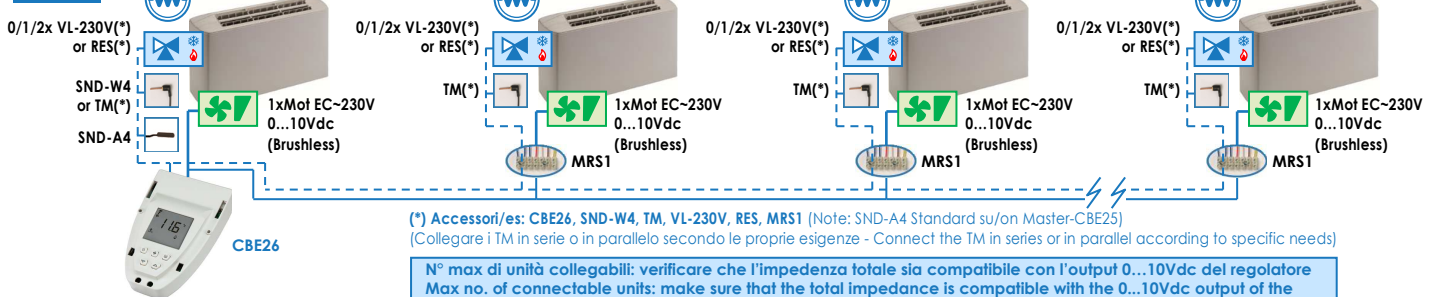 0/1/2x VL-230V(*)
or RES(*)
SND-W4
or TM(*)
SND-A4
1xMot EC~230V
0...10Vdc
(Brushless)
0/1/2x VL-230V(*)
or RES(*)
TM(*)
1xMot EC~230V
0...10Vdc
(Brushless)
MRS1
0/1/2x VL-230V(*)
or RES(*)
TM(*)
1xMot EC~230V
0...10Vdc
(Brushless)
MRS1
0/1/2x VL-230V(*)
or RES(*)
TM(*)
1xMot EC~230V
0...10Vdc
(Brushless)
MRS1
11.6
CBE26
(*) Accessori/es: CBE26, SND-W4, TM, VL-230V, RES, MRS1 (Note: SND-A4 Standard su/on Master-CBE25)
(Collegare i TM in serie o in parallelo secondo le proprie esigenze - Connect the TM in series or in parallel according to specific needs)
N° max di unità collegabili: verificare che l'impedenza totale sia compatibile con l'output 0...10Vdc del regolatore
Max no. of connectable units: make sure that the total impedance is compatible with the 0...10Vdc output of the